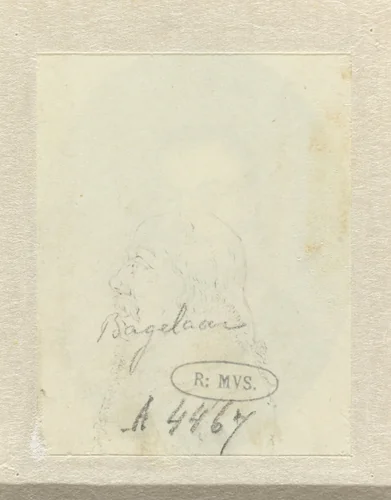 Bagelaar
R: MVS.
A 4467